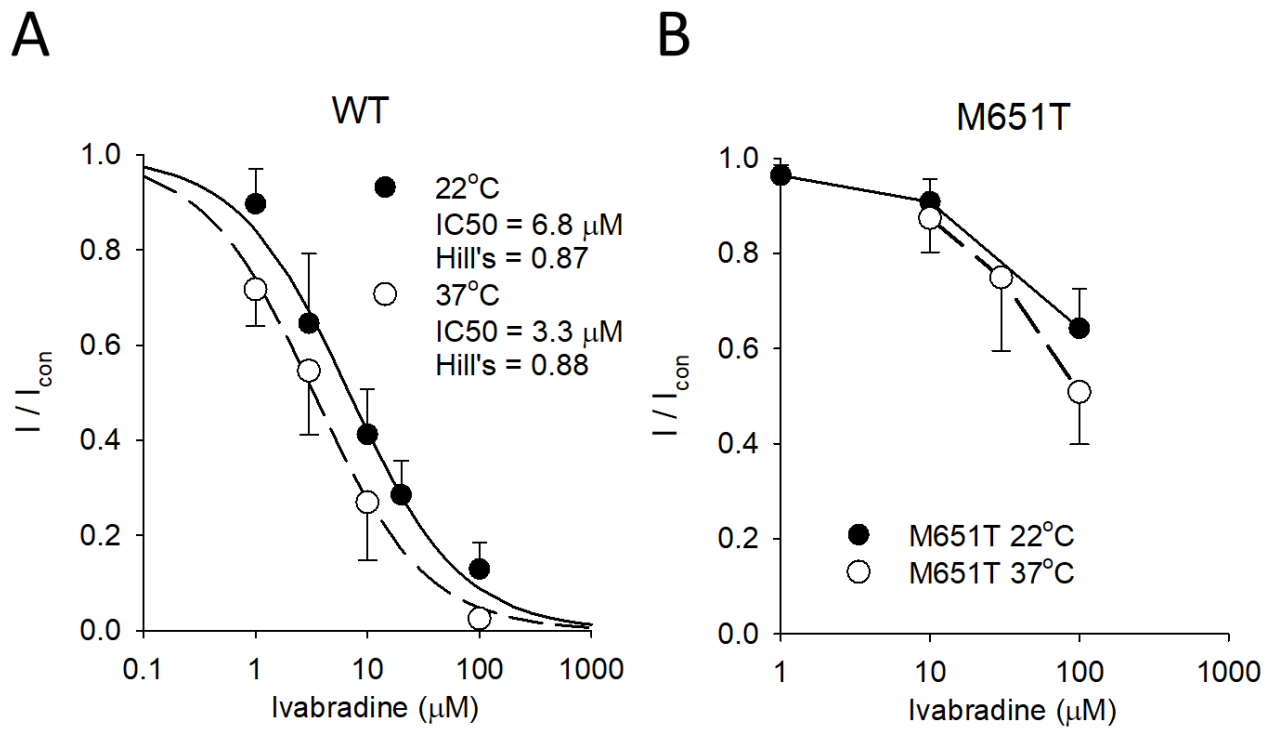 A
WT
1.0
0.8
0.6
0.4
0.2
0.0
I / Icon
22°C
IC50 = 6.8 μM
Hill's = 0.87
37°C
IC50 = 3.3 μM
Hill's = 0.88
0.1 1 10 100 1000
Ivabradine (μM)
B
M651T
1.0
0.8
0.6
0.4
0.2
0.0
I / Icon
M651T 22°C
M651T 37°C
1 10 100 1000
Ivabradine (μM)